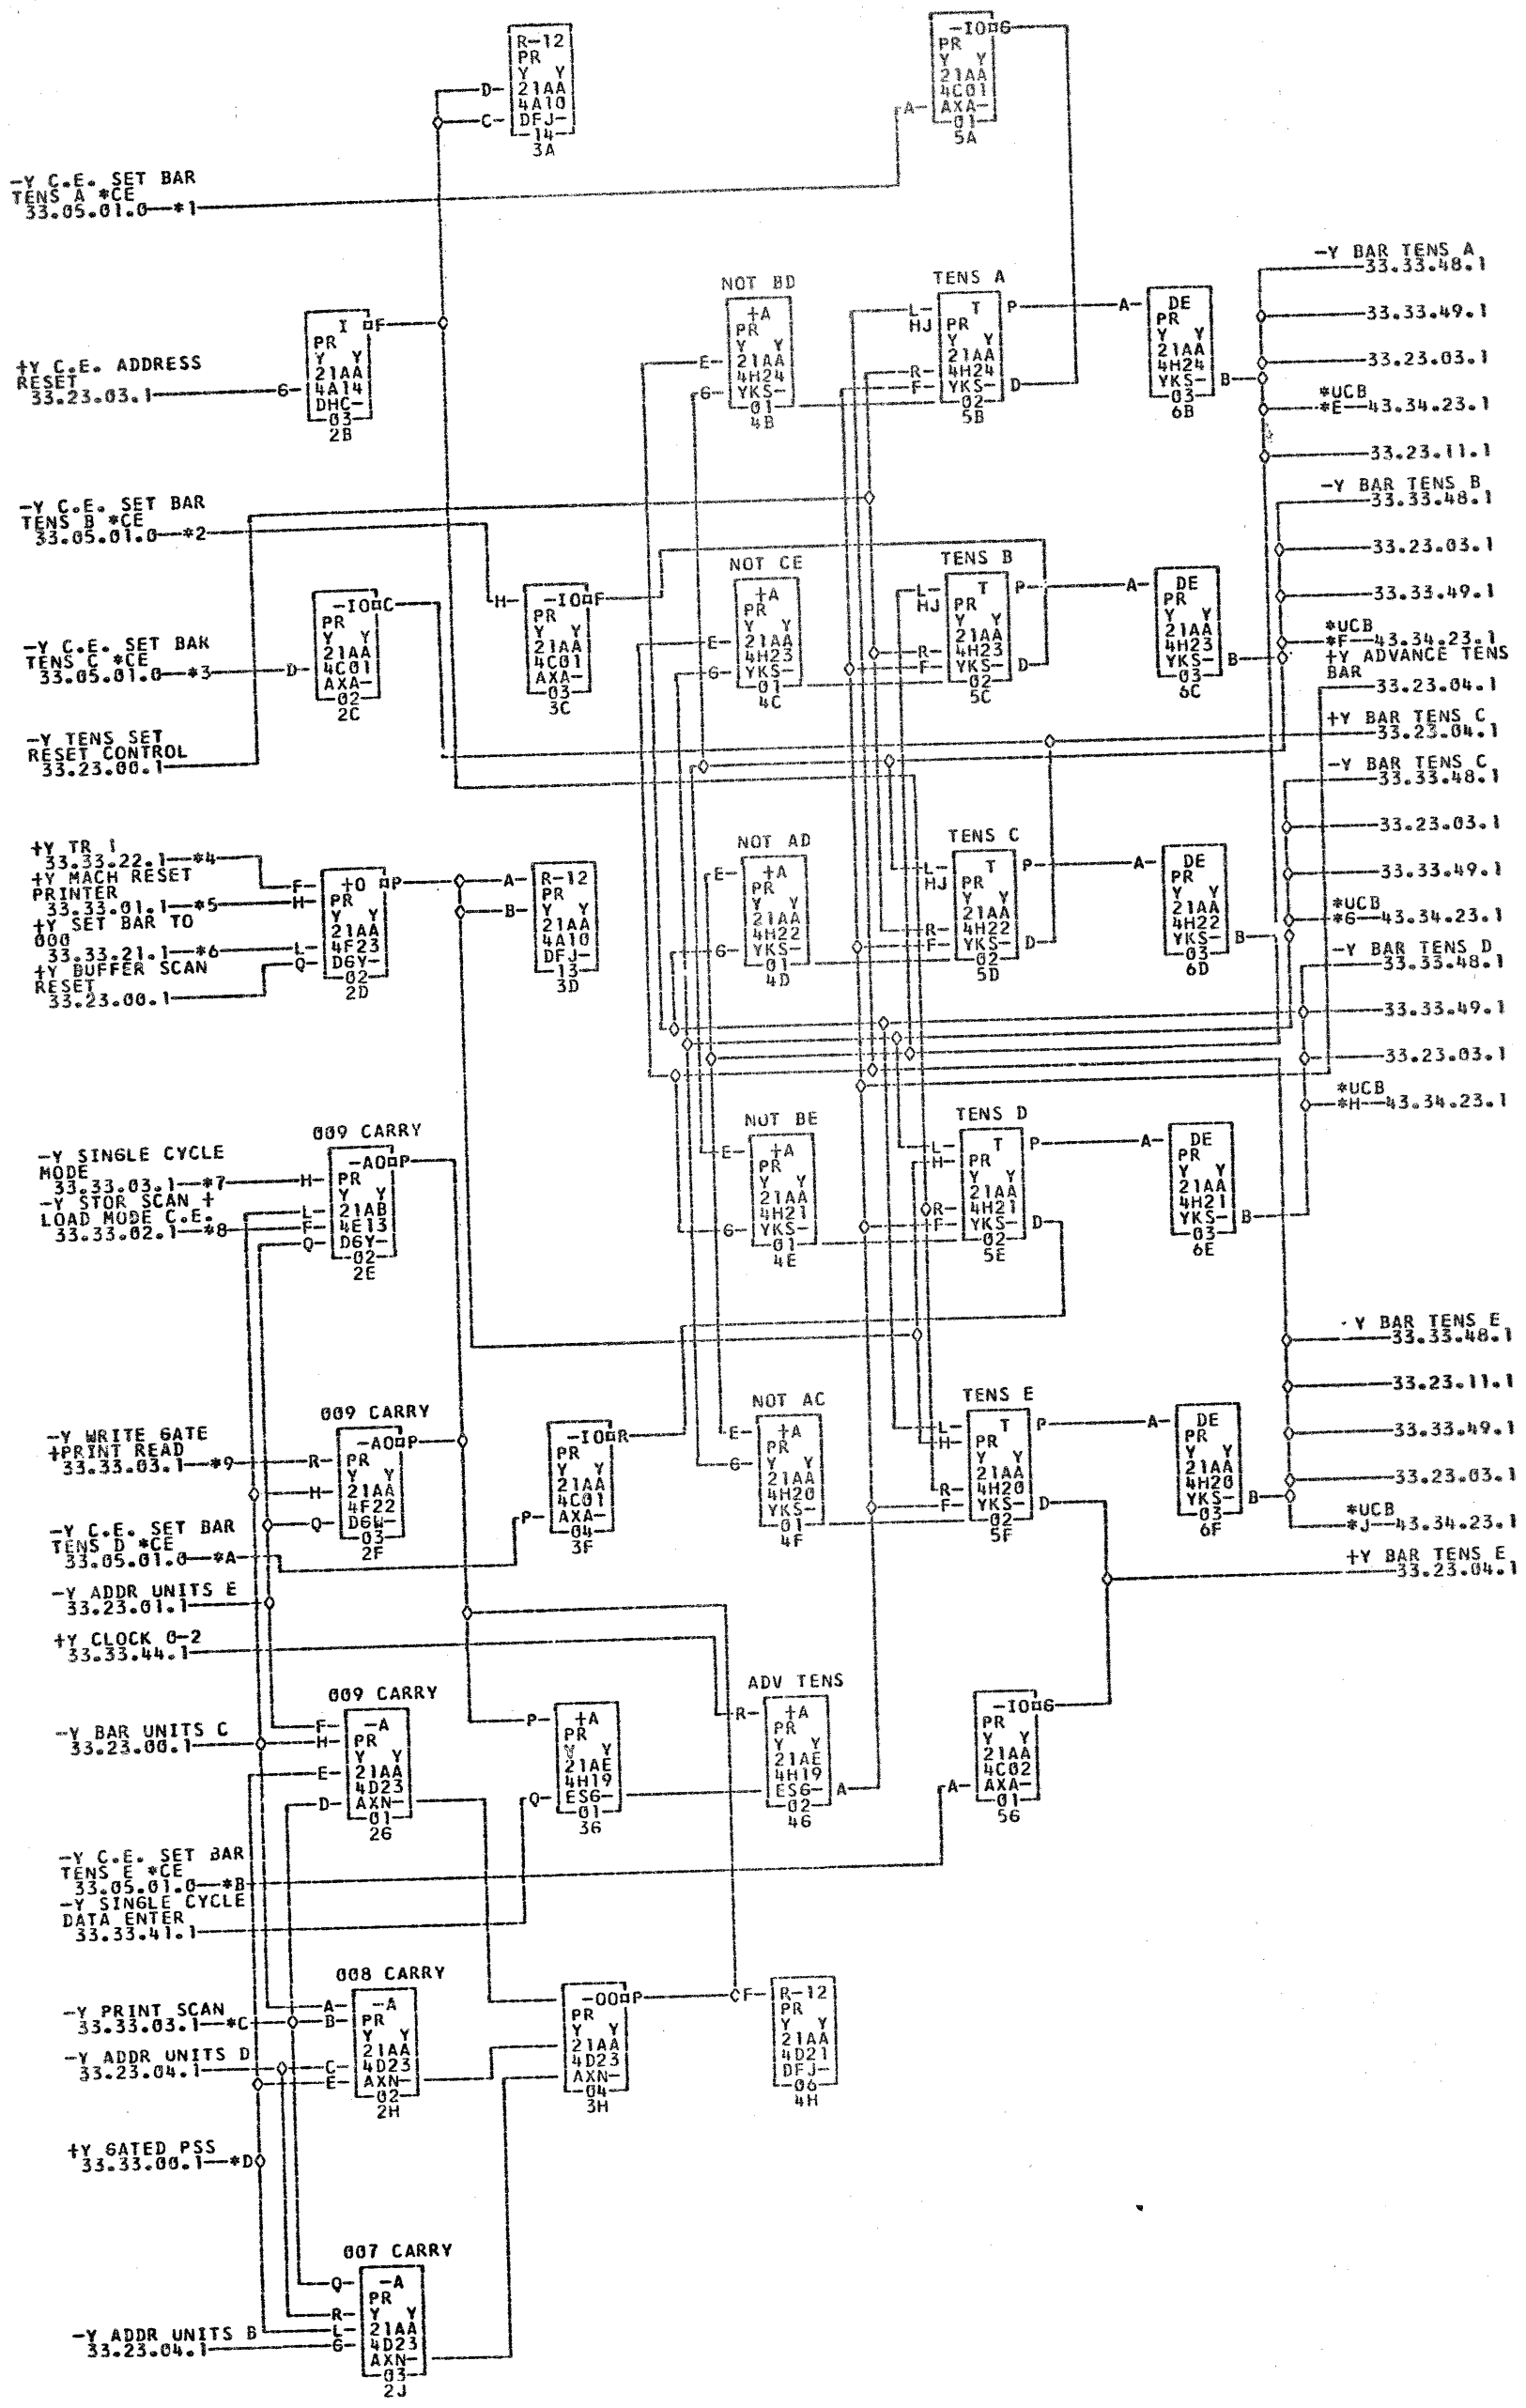 R-12
PR
Y Y
D- 21AA
4A10
C- DFJ-
14
3A
-IO G
PR
Y Y
21AA
4C01
A- AXA-
01
5A
-Y C.E. SET BAR
TENS A *CE
33.05.01.0—*1
I F
PR
Y Y
21AA
G- 4A14
DHC-
03
2B
+Y C.E. ADDRESS
RESET
33.23.03.1
NOT BD
+A
PR
Y Y
E- 21AA
4H24
G- YKS-
01
4B
TENS A
L- T P
HJ PR
Y Y
21AA
R- 4H24
F- YKS- D
02
5B
A- DE
PR
Y Y
21AA
4H24
YKS- B
03
6B
-Y BAR TENS A
33.33.48.1
33.33.49.1
33.23.03.1
*UCB
*E—43.34.23.1
33.23.11.1
-Y C.E. SET BAR
TENS B *CE
33.05.01.0—*2
-IO C
PR
Y Y
21AA
4C01
D- AXA-
02
2C
H- -IO F
PR
Y Y
21AA
4C01
AXA-
03
3C
-Y C.E. SET BAR
TENS C *CE
33.05.01.0—*3
-Y TENS SET
RESET CONTROL
33.23.00.1
NOT CE
+A
PR
Y Y
E- 21AA
4H23
G- YKS-
01
4C
TENS B
L- T P
HJ PR
Y Y
21AA
R- 4H23
F- YKS- D
02
5C
A- DE
PR
Y Y
21AA
4H23
YKS- B
03
6C
-Y BAR TENS B
33.33.48.1
33.23.03.1
33.33.49.1
*UCB
*F—43.34.23.1
+Y ADVANCE TENS
BAR
33.23.04.1
+Y BAR TENS C
33.23.04.1
-Y BAR TENS C
33.33.48.1
33.23.03.1
33.33.49.1
*UCB
*G—43.34.23.1
+Y TR 1
33.33.22.1—*4
+Y MACH RESET
PRINTER
33.33.01.1—*5
+Y SET BAR TO
000
33.33.21.1—*6
+Y BUFFER SCAN
RESET
33.23.00.1
F- +O P
H- PR
Y Y
21AA
L- 4F23
Q- DGY-
02
2D
A- R-12
PR
B- Y Y
21AA
4A10
DFJ-
13
3D
NOT AD
E- +A
PR
Y Y
21AA
4H22
G- YKS-
01
4D
TENS C
L- T P
HJ PR
Y Y
21AA
R- 4H22
F- YKS- D
02
5D
A- DE
PR
Y Y
21AA
4H22
YKS- B
03
6D
-Y BAR TENS D
33.33.48.1
33.33.49.1
33.23.03.1
*UCB
*H—43.34.23.1
-Y SINGLE CYCLE
MODE
33.33.03.1—*7
-Y STOR SCAN +
LOAD MODE C.E.
33.33.02.1—*8
009 CARRY
-AO P
H- PR
Y Y
L- 21AB
F- 4E13
Q- DGY-
02
2E
NOT BE
E- +A
PR
Y Y
21AA
4H21
G- YKS-
01
4E
TENS D
L- T P
H- PR
Y Y
21AA
R- 4H21
F- YKS- D
02
5E
A- DE
PR
Y Y
21AA
4H21
YKS- B
03
6E
-Y WRITE GATE
+PRINT READ
33.33.03.1—*9
009 CARRY
-AO P
R- PR
Y Y
H- 21AA
4F22
Q- DGW-
03
2F
-IO R
PR
Y Y
21AA
4C01
P- AXA-
04
3F
NOT AC
E- +A
PR
Y Y
G- 21AA
4H20
YKS-
01
4F
TENS E
L- T P
H- PR
Y Y
21AA
R- 4H20
F- YKS- D
02
5F
A- DE
PR
Y Y
21AA
4H20
YKS- B
03
6F
-Y BAR TENS E
33.33.48.1
33.23.11.1
33.33.49.1
33.23.03.1
*UCB
*J—43.34.23.1
+Y BAR TENS E
33.23.04.1
-Y C.E. SET BAR
TENS D *CE
33.05.01.0—*A
-Y ADDR UNITS E
33.23.01.1
+Y CLOCK 0-2
33.33.44.1
-Y BAR UNITS C
33.23.00.1
009 CARRY
F- -A
H- PR
Y Y
E- 21AA
4D23
D- AXN-
01
2G
P- +A
PR
Y Y
21AE
4H19
Q- ESG-
01
3G
ADV TENS
R- +A
PR
Y Y
21AE
4H19
ESG- A
02
4G
-IO G
PR
Y Y
21AA
4C02
A- AXA-
01
5G
-Y C.E. SET BAR
TENS E *CE
33.05.01.0—*B
-Y SINGLE CYCLE
DATA ENTER
33.33.41.1
-Y PRINT SCAN
33.33.03.1—*C
-Y ADDR UNITS D
33.23.04.1
008 CARRY
A- -A
B- PR
Y Y
21AA
C- 4D23
E- AXN-
02
2H
-OO P
PR
Y Y
21AA
4D23
AXN-
04
3H
F- R-12
PR
Y Y
21AA
4D21
DFJ-
06
4H
+Y GATED PSS
33.33.00.1—*D
007 CARRY
Q- -A
PR
R- Y Y
L- 21AA
G- 4D23
AXN-
03
2J
-Y ADDR UNITS B
33.23.04.1